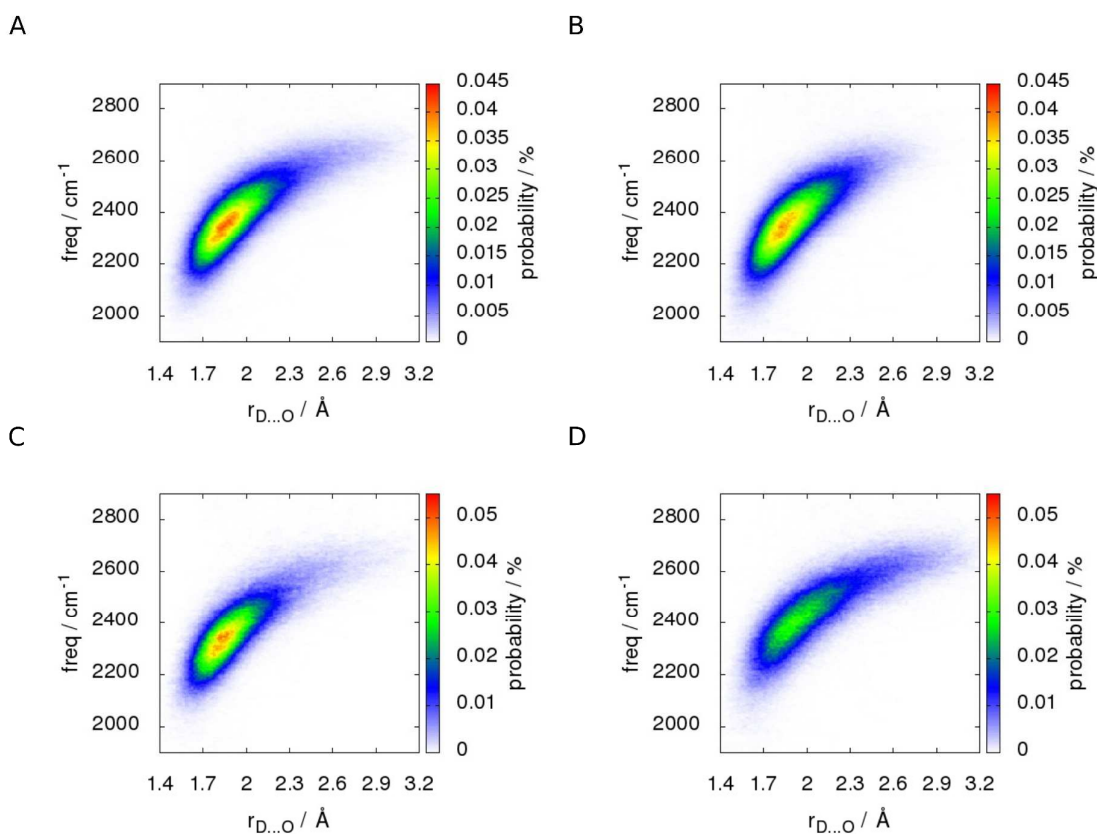 A
freq / cm-1
2800
2600
2400
2200
2000
1.4 1.7 2 2.3 2.6 2.9 3.2
rD...O / Å
0.045
0.04
0.035
0.03
0.025
0.02
0.015
0.01
0.005
0
probability / %
B
freq / cm-1
2800
2600
2400
2200
2000
1.4 1.7 2 2.3 2.6 2.9 3.2
rD...O / Å
0.045
0.04
0.035
0.03
0.025
0.02
0.015
0.01
0.005
0
probability / %
C
freq / cm-1
2800
2600
2400
2200
2000
1.4 1.7 2 2.3 2.6 2.9 3.2
rD...O / Å
0.05
0.04
0.03
0.02
0.01
0
probability / %
D
freq / cm-1
2800
2600
2400
2200
2000
1.4 1.7 2 2.3 2.6 2.9 3.2
rD...O / Å
0.05
0.04
0.03
0.02
0.01
0
probability / %